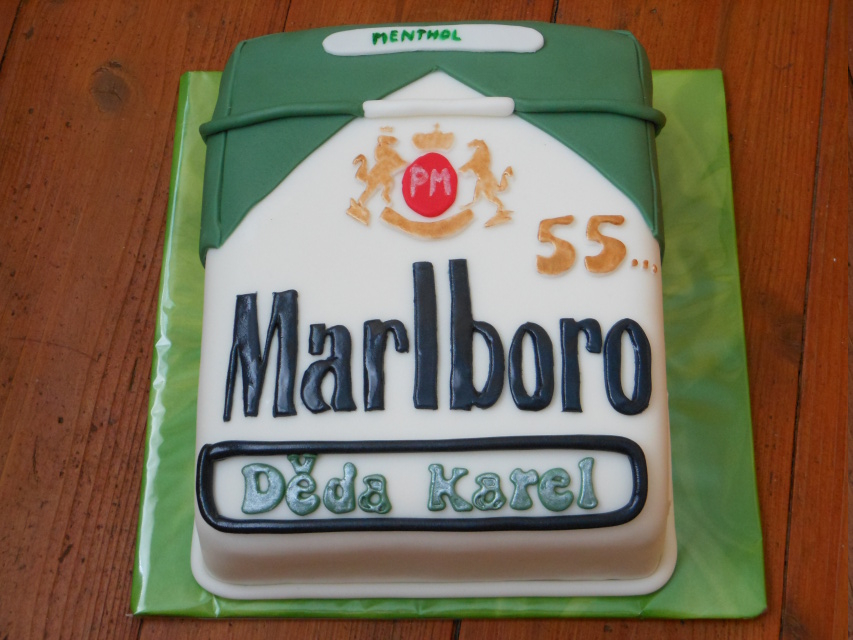 MENTHOL
PM
55...
Marlboro
Děda Karel